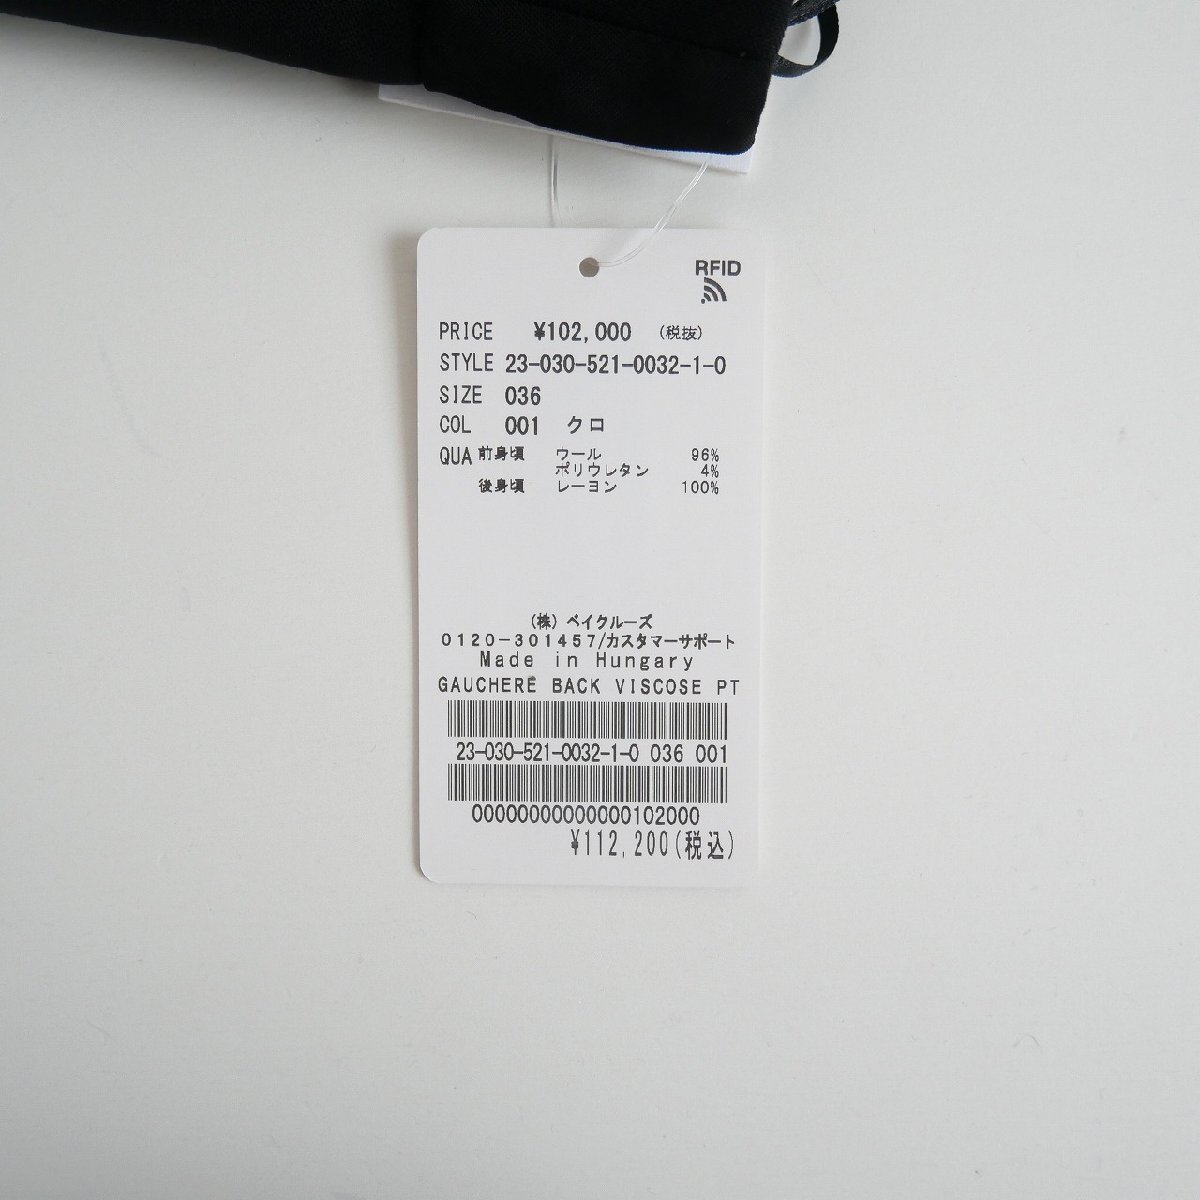 RFID
PRICE ¥102,000 (税抜)
STYLE 23-030-521-0032-1-0
SIZE 036
COL 001 クロ
QUA 前身頃 ウール 96%
ポリウレタン 4%
後身頃 レーヨン 100%
(株) ベイクルーズ
0120-301457/カスタマーサポート
Made in Hungary
GAUCHERE BACK VISCOSE PT
23-030-521-0032-1-0 036 001
00000000000000102000
¥112,200(税込)